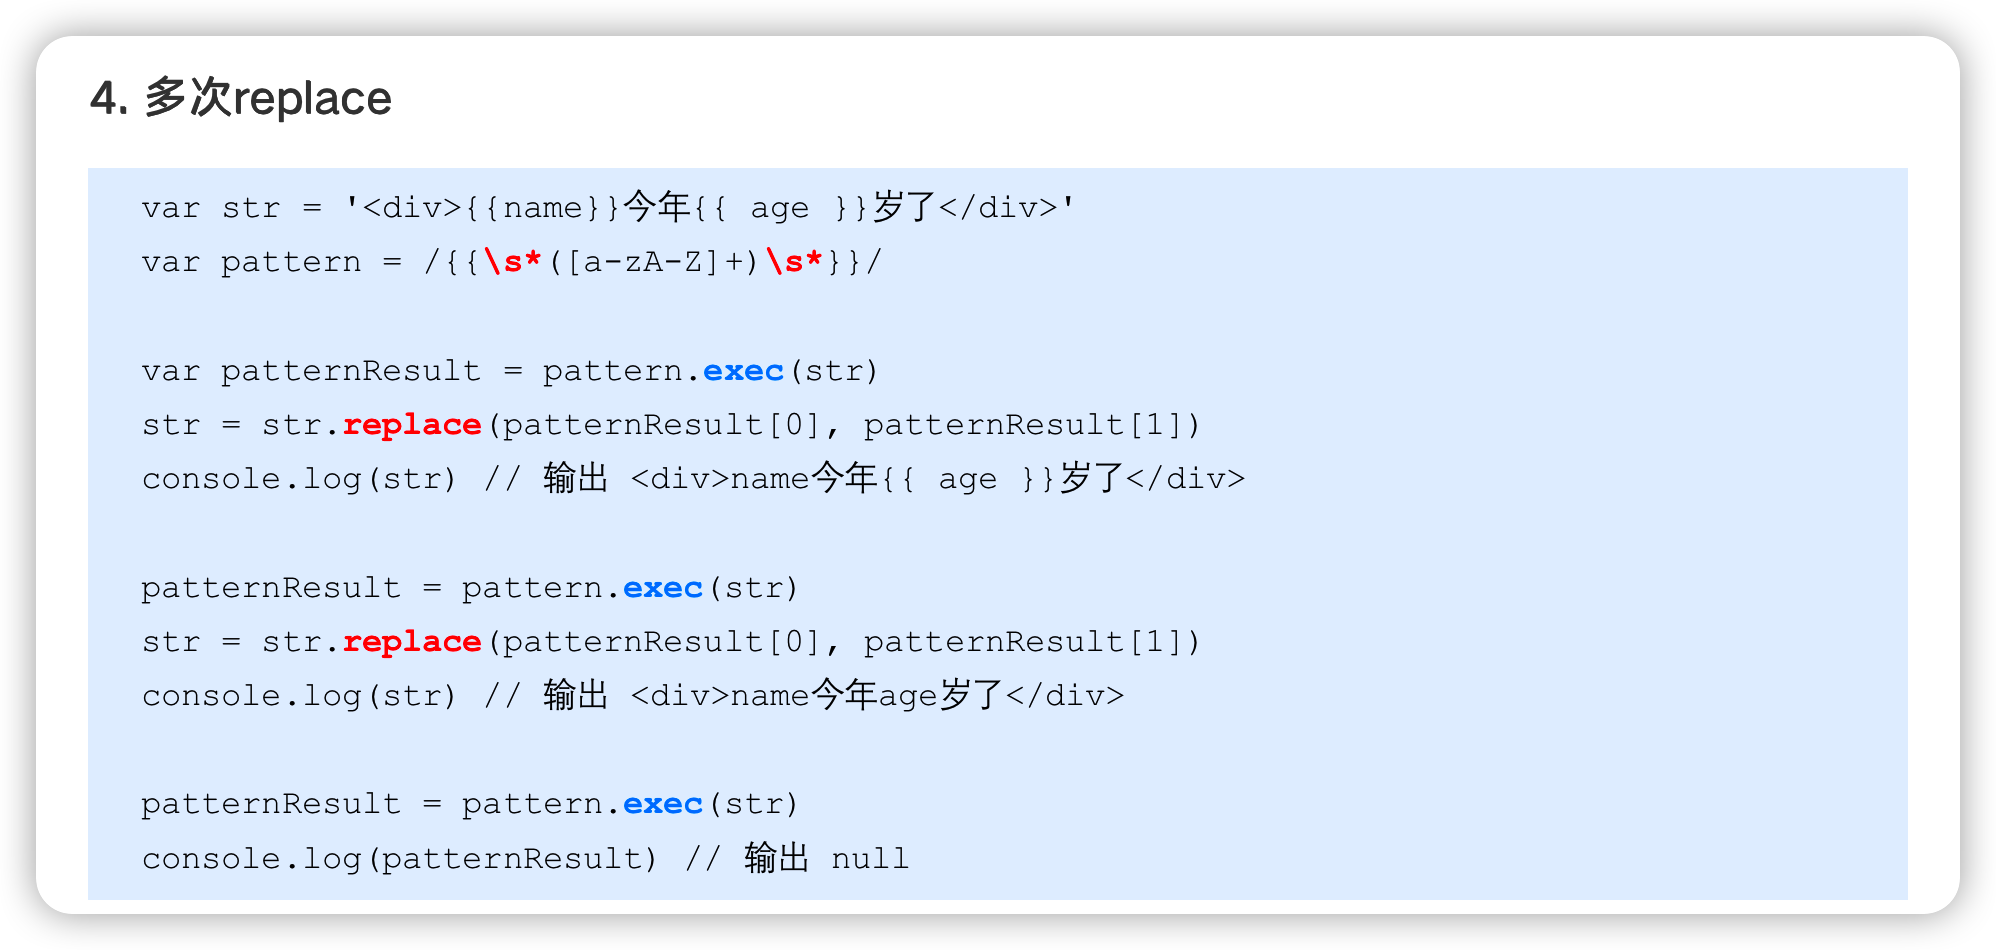 4. 多次replace
var str = '<div>{{name}}今年{{ age }}岁了</div>'
var pattern = /{{\s*([a-zA-Z]+)\s*}}/
var patternResult = pattern.exec(str)
str = str.replace(patternResult[0], patternResult[1])
console.log(str) // 输出 <div>name今年{{ age }}岁了</div>
patternResult = pattern.exec(str)
str = str.replace(patternResult[0], patternResult[1])
console.log(str) // 输出 <div>name今年age岁了</div>
patternResult = pattern.exec(str)
console.log(patternResult) // 输出 null